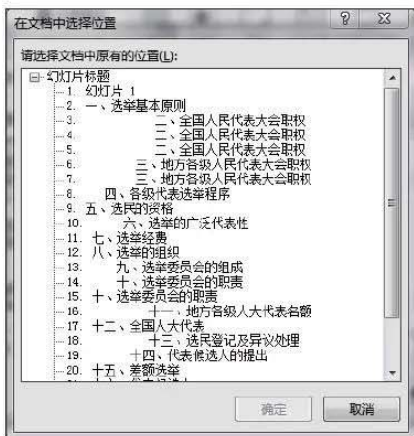 在文档中选择位置
请选择文档中原有的位置(L):
幻灯片标题
1. 幻灯片 1
2. 一、选举基本原则
3. 二、全国人民代表大会职权
4. 二、全国人民代表大会职权
5. 二、全国人民代表大会职权
6. 三、地方各级人民代表大会职权
7. 三、地方各级人民代表大会职权
8. 四、各级代表选举程序
9. 五、选民的资格
10. 六、选举的广泛代表性
11. 七、选举经费
12. 八、选举的组织
13. 九、选举委员会的组成
14. 十、选举委员会的职责
15. 十、选举委员会的职责
16. 十一、地方各级人大代表名额
17. 十二、全国人大代表
18. 十三、选民登记及异议处理
19. 十四、代表候选人的提出
20. 十五、差额选举
确定
取消